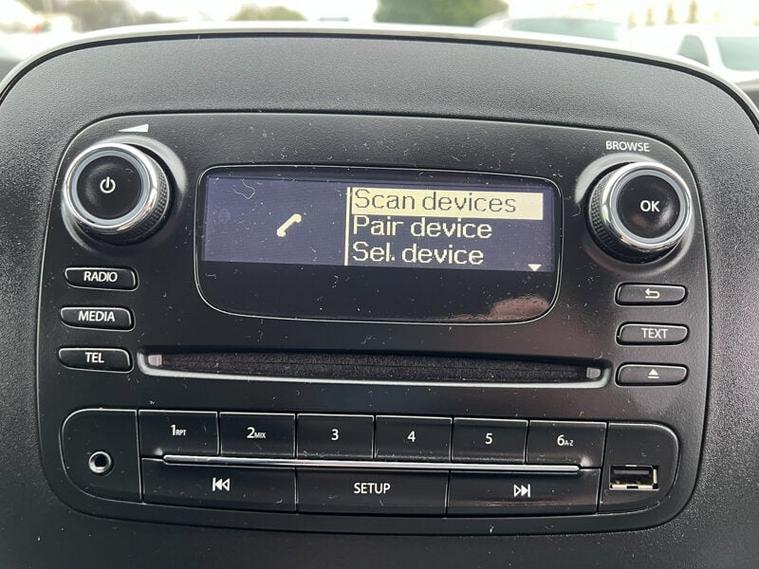 BROWSE
Scan devices
Pair device
Sel. device
OK
RADIO
MEDIA
TEXT
TEL
1RPT
2MIX
3
4
5
6A-Z
SETUP